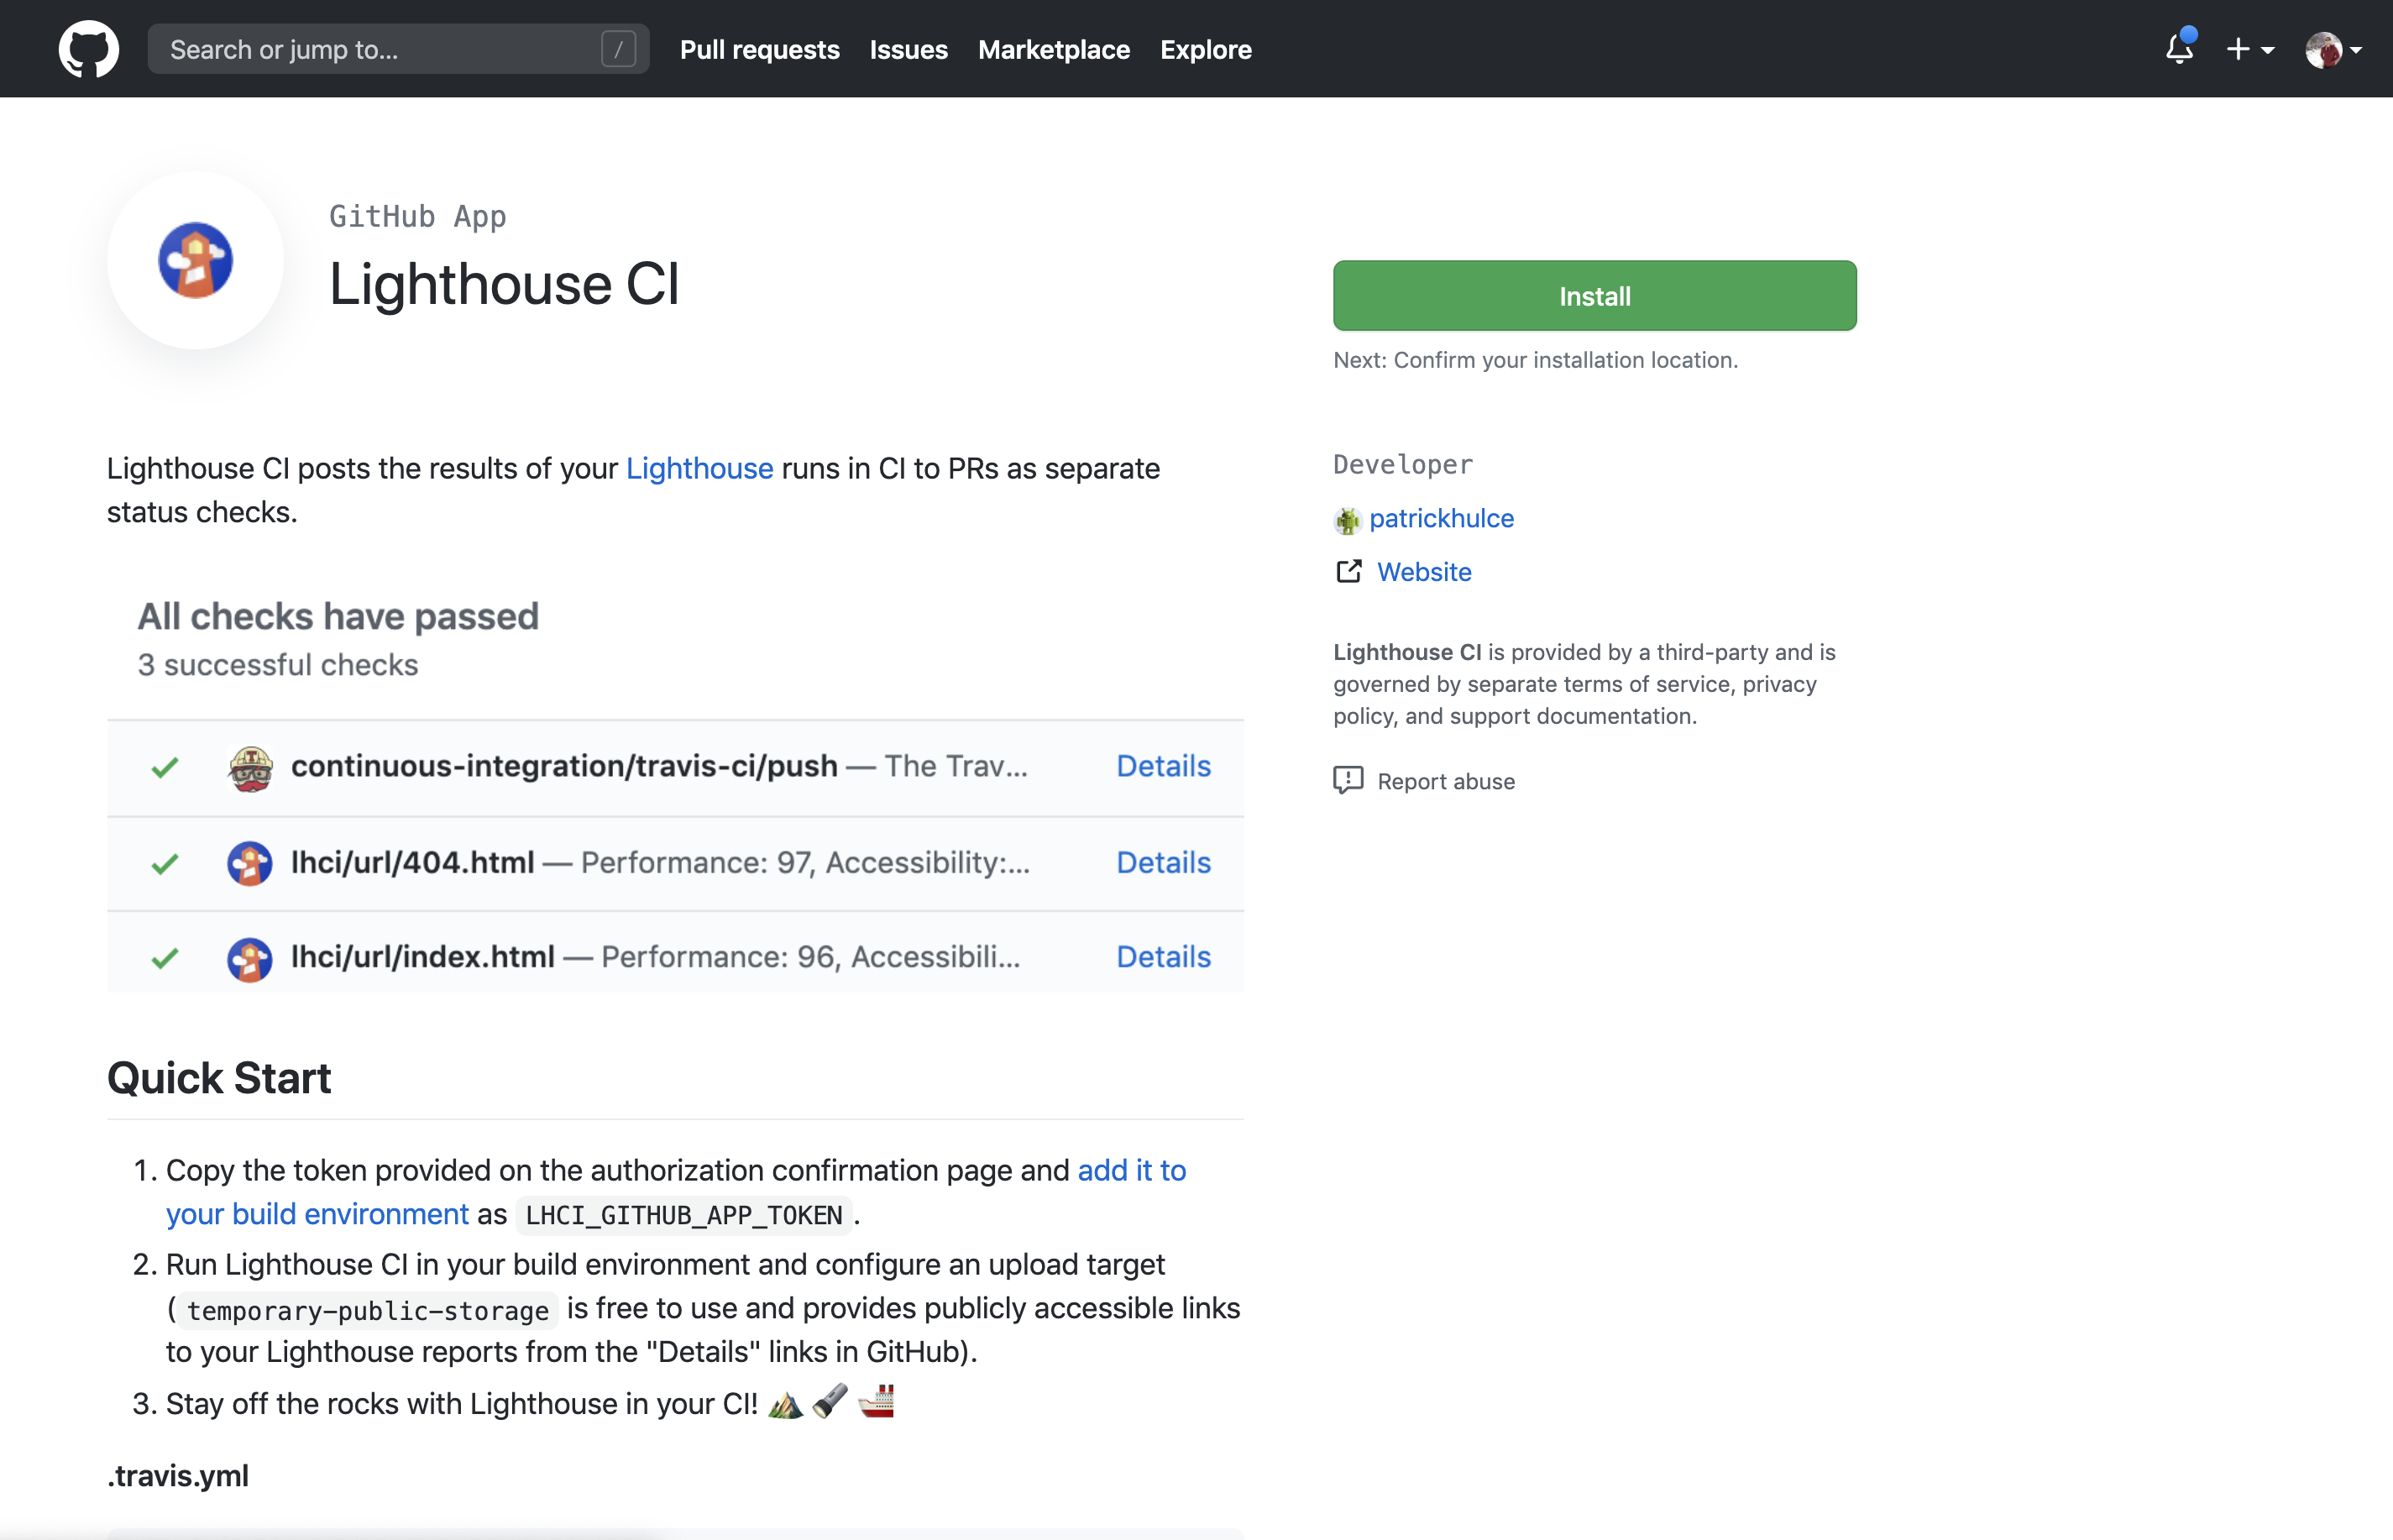 Search or jump to... /
Pull requests Issues Marketplace Explore
GitHub App
Lighthouse CI
Install
Next: Confirm your installation location.
Lighthouse CI posts the results of your Lighthouse runs in CI to PRs as separate
status checks.
All checks have passed
3 successful checks
continuous-integration/travis-ci/push — The Trav... Details
lhci/url/404.html — Performance: 97, Accessibility:... Details
lhci/url/index.html — Performance: 96, Accessibili... Details
Developer
patrickhulce
Website
Lighthouse CI is provided by a third-party and is
governed by separate terms of service, privacy
policy, and support documentation.
Report abuse
Quick Start
1. Copy the token provided on the authorization confirmation page and add it to
your build environment as LHCI_GITHUB_APP_TOKEN.
2. Run Lighthouse CI in your build environment and configure an upload target
(temporary-public-storage is free to use and provides publicly accessible links
to your Lighthouse reports from the "Details" links in GitHub).
3. Stay off the rocks with Lighthouse in your CI! ⛰️🔦🚢
.travis.yml